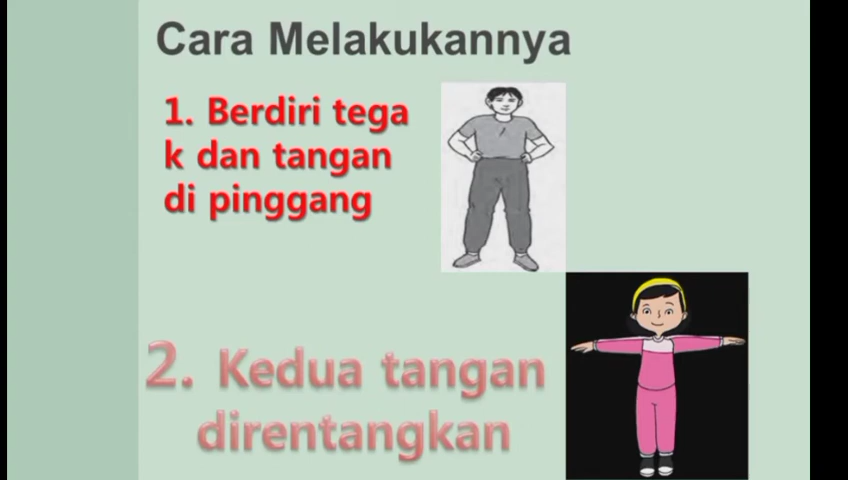 Cara Melakukannya
1. Berdiri tega
k dan tangan
di pinggang
2. Kedua tangan
direntangkan